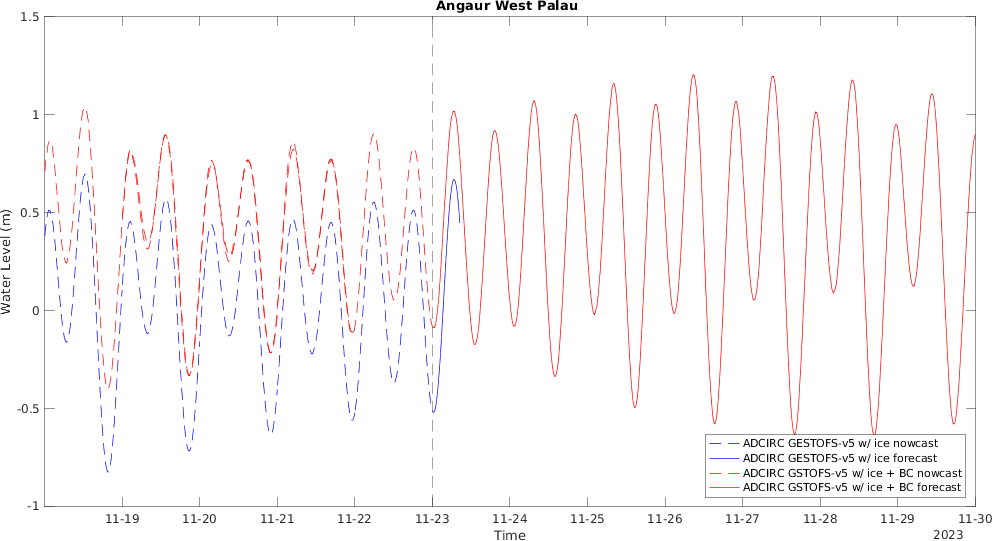 Angaur West Palau
1.5
1
0.5
0
-0.5
-1
Water Level (m)
11-19 11-20 11-21 11-22 11-23 11-24 11-25 11-26 11-27 11-28 11-29 11-30
Time
2023
ADCIRC GESTOFS-v5 w/ ice nowcast
ADCIRC GESTOFS-v5 w/ ice forecast
ADCIRC GSTOFS-v5 w/ ice + BC nowcast
ADCIRC GSTOFS-v5 w/ ice + BC forecast